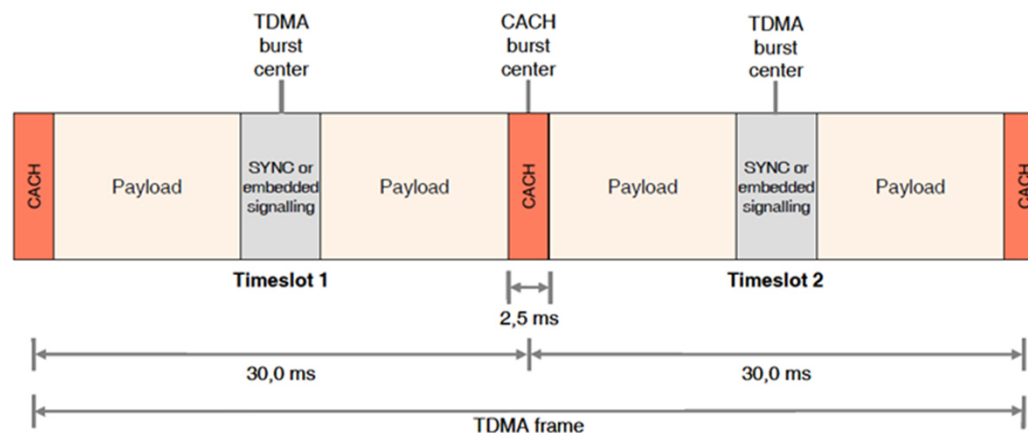 TDMA
burst
center
CACH
burst
center
TDMA
burst
center
CACH
Payload
SYNC or
embedded
signalling
Payload
CACH
Payload
SYNC or
embedded
signalling
Payload
CACH
Timeslot 1
Timeslot 2
2,5 ms
30,0 ms
30,0 ms
TDMA frame